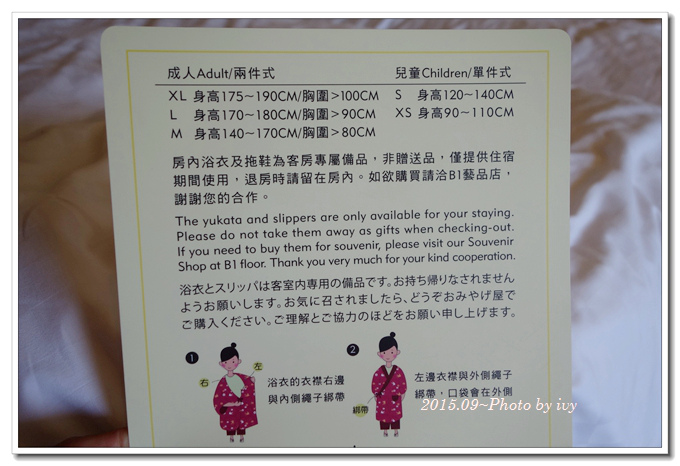 成人Adult/兩件式 兒童Children/單件式
XL 身高175~190CM/胸圍>100CM S 身高120~140CM
L 身高170~180CM/胸圍>90CM XS 身高90~110CM
M 身高140~170CM/胸圍>80CM
房內浴衣及拖鞋為客房專屬備品，非贈送品，僅提供住宿
期間使用，退房時請留在房內。如欲購買請洽B1藝品店，
謝謝您的合作。
The yukata and slippers are only available for your staying.
Please do not take them away as gifts when checking-out.
If you need to buy them for souvenir, please visit our Souvenir
Shop at B1 floor. Thank you very much for your kind cooperation.
浴衣とスリッパは客室内専用の備品です。お持ち帰りなされません
ようお願いします。お気に召されましたら、どうぞおみやげ屋で
ご購入ください。ご理解とご協力のほどをお願い申し上げます。
1
右
左
浴衣的衣襟右邊
與內側繩子綁帶
2
綁帶
左邊衣襟與外側繩子
綁帶，口袋會在外側
2015.09~Photo by ivy